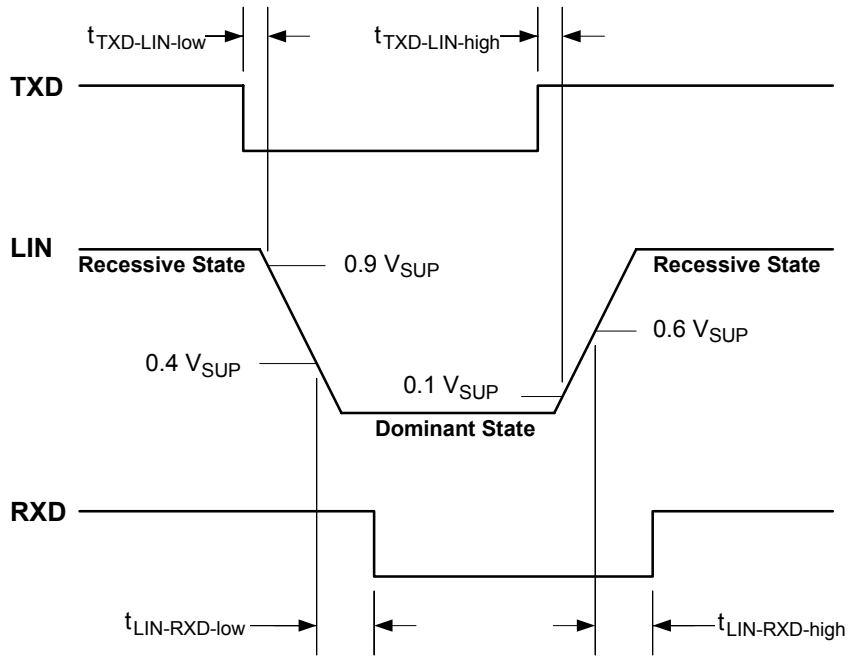 tTXD-LIN-low
tTXD-LIN-high
TXD
LIN
Recessive State
0.9 VSUP
Recessive State
0.6 VSUP
0.4 VSUP
0.1 VSUP
Dominant State
RXD
tLIN-RXD-low
tLIN-RXD-high